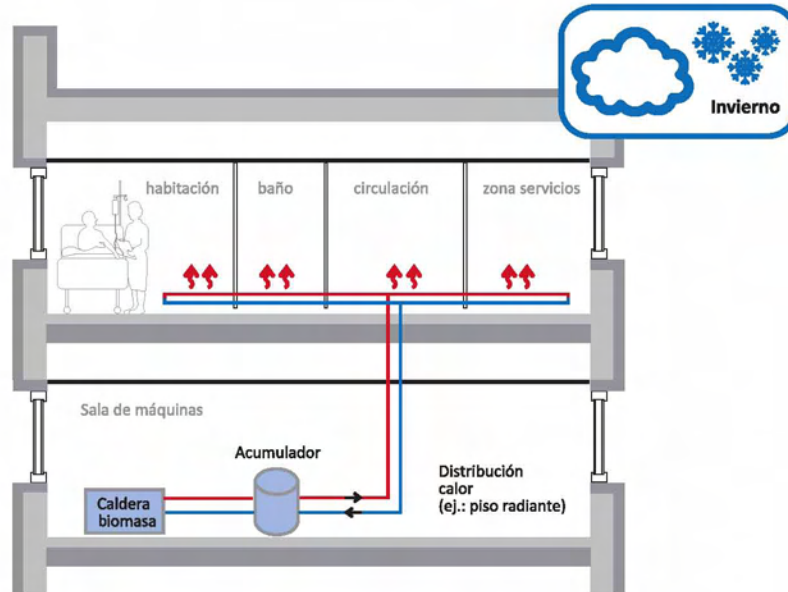 Invierno
habitación
baño
circulación
zona servicios
Sala de máquinas
Acumulador
Caldera
biomasa
Distribución
calor
(ej.: piso radiante)